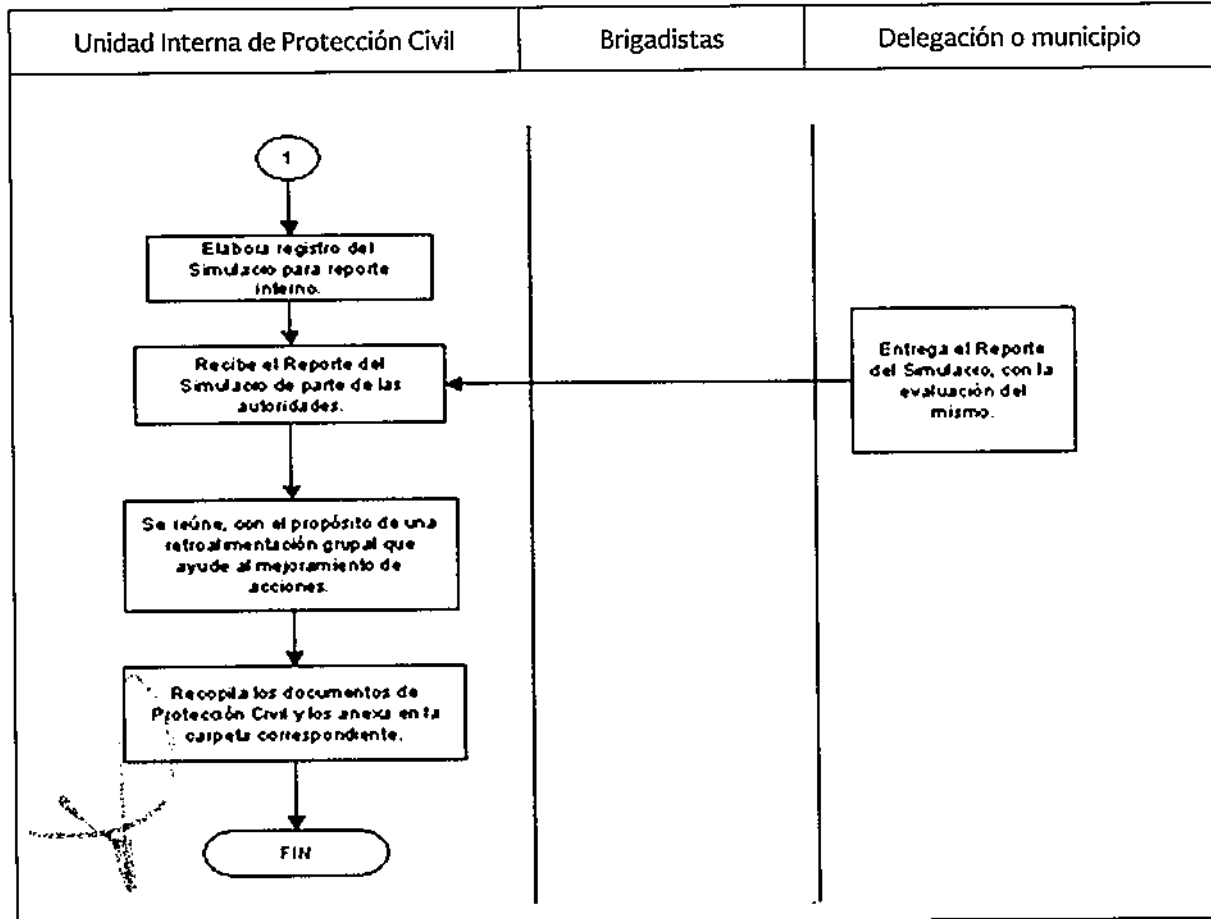 Unidad Interna de Protección Civil
Brigadistas
Delegación o municipio
1
Elabora registro del
Simulacro para reporte
interno.
Recibe el Reporte del
Simulacro de parte de las
autoridades.
Entrega el Reporte
del Simulacro, con la
evaluación del
mismo.
Se reúne, con el propósito de una
retroalimentación grupal que
ayude al mejoramiento de
acciones.
Recopila los documentos de
Protección Civil y los anexa en la
carpeta correspondiente.
FIN